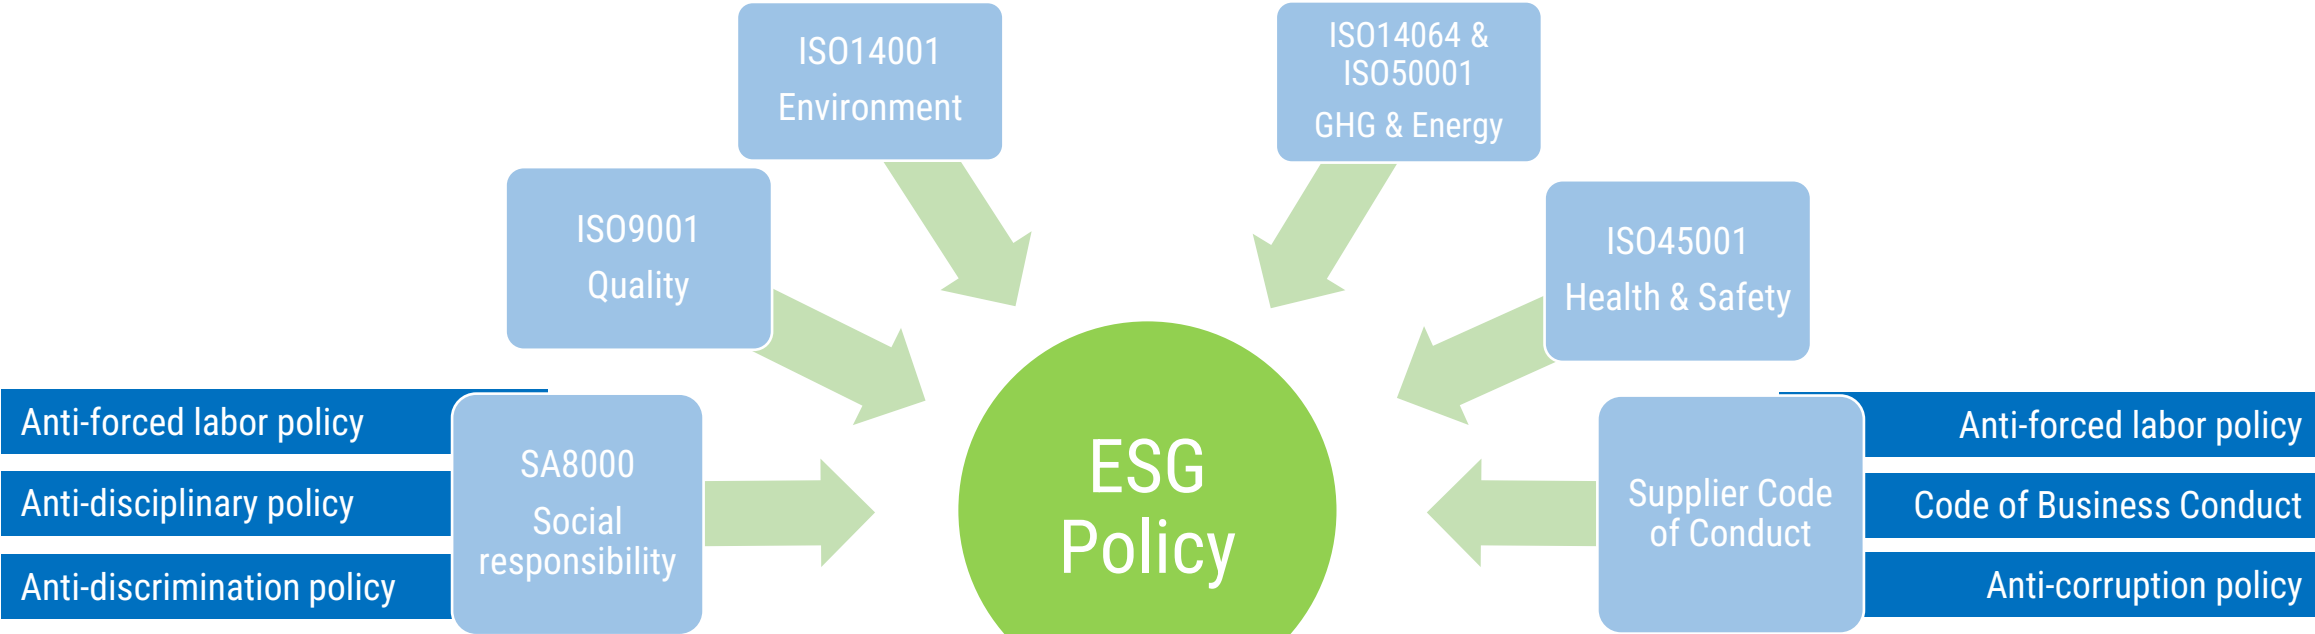 ISO14001
Environment
ISO14064 &
ISO50001
GHG & Energy
ISO9001
Quality
ISO45001
Health & Safety
Anti-forced labor policy
Anti-disciplinary policy
Anti-discrimination policy
SA8000
Social
responsibility
ESG
Policy
Supplier Code
of Conduct
Anti-forced labor policy
Code of Business Conduct
Anti-corruption policy